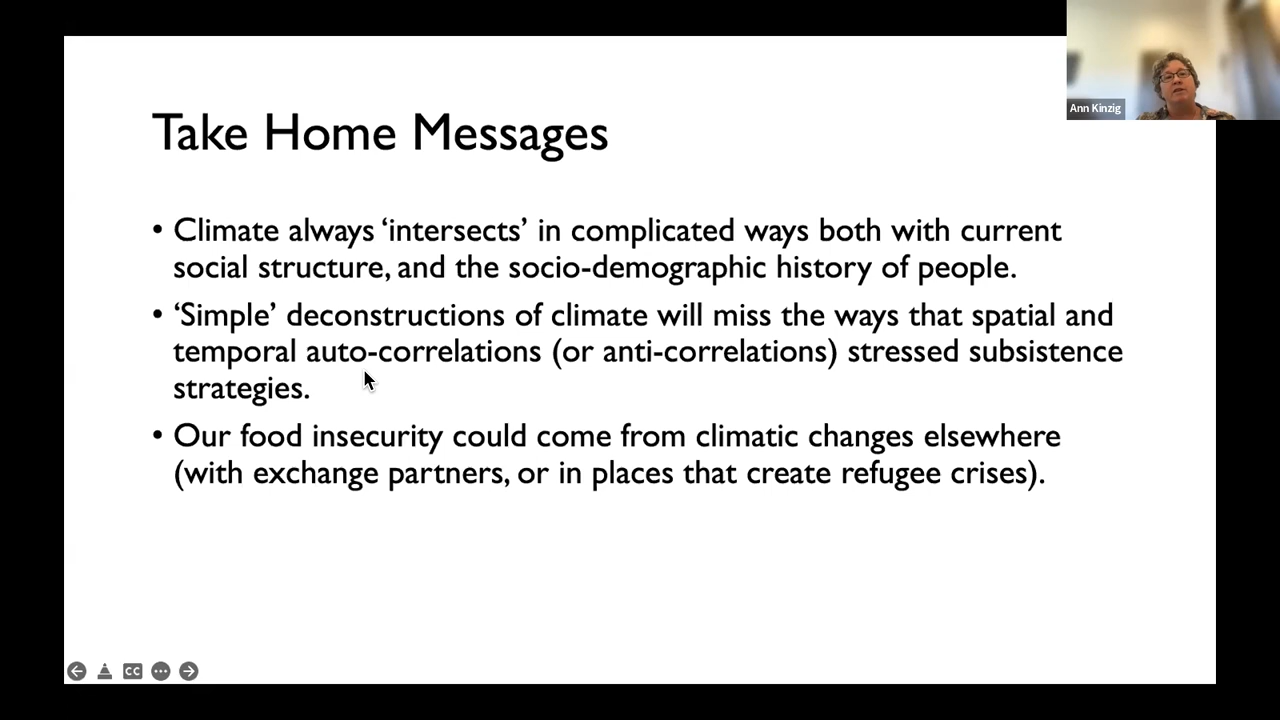 Ann Kinzig
Take Home Messages
• Climate always ‘intersects’ in complicated ways both with current
social structure, and the socio-demographic history of people.
• ‘Simple’ deconstructions of climate will miss the ways that spatial and
temporal auto-correlations (or anti-correlations) stressed subsistence
strategies.
• Our food insecurity could come from climatic changes elsewhere
(with exchange partners, or in places that create refugee crises).
CC